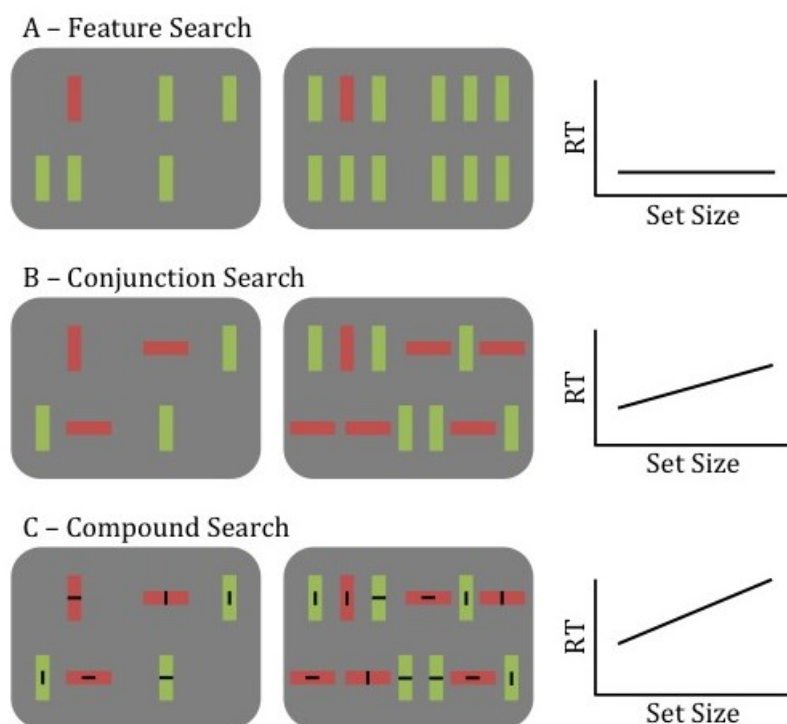 A – Feature Search
RT
Set Size
B – Conjunction Search
RT
Set Size
C – Compound Search
RT
Set Size